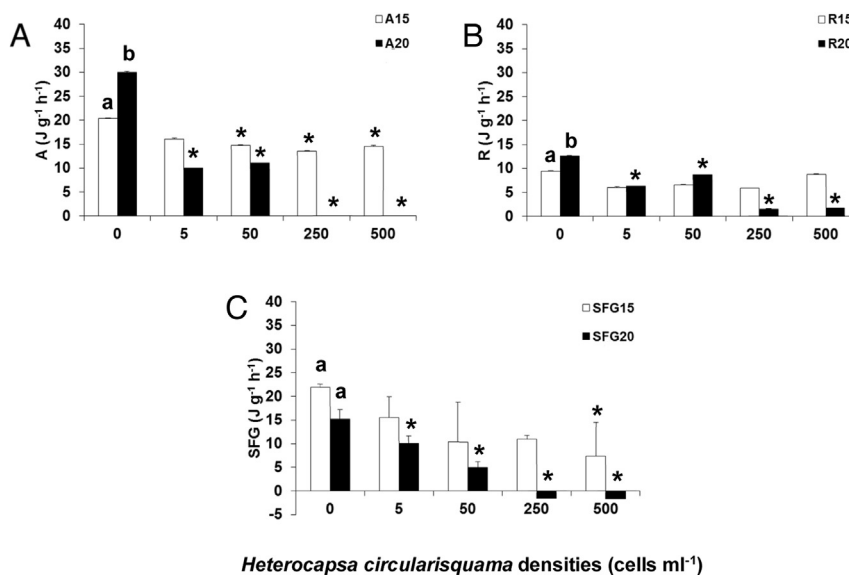 A
A (J g⁻¹ h⁻¹)
40
35
30
25
20
15
10
5
0
A15
A20
a
b
*
*
*
*
*
*
*
0 5 50 250 500
B
R (J g⁻¹ h⁻¹)
40
35
30
25
20
15
10
5
0
R15
R20
a
b
*
*
*
*
0 5 50 250 500
C
SFG (J g⁻¹ h⁻¹)
40
35
30
25
20
15
10
5
0
-5
SFG15
SFG20
a
a
*
*
*
*
*
0 5 50 250 500
Heterocapsa circularisquama densities (cells ml⁻¹)